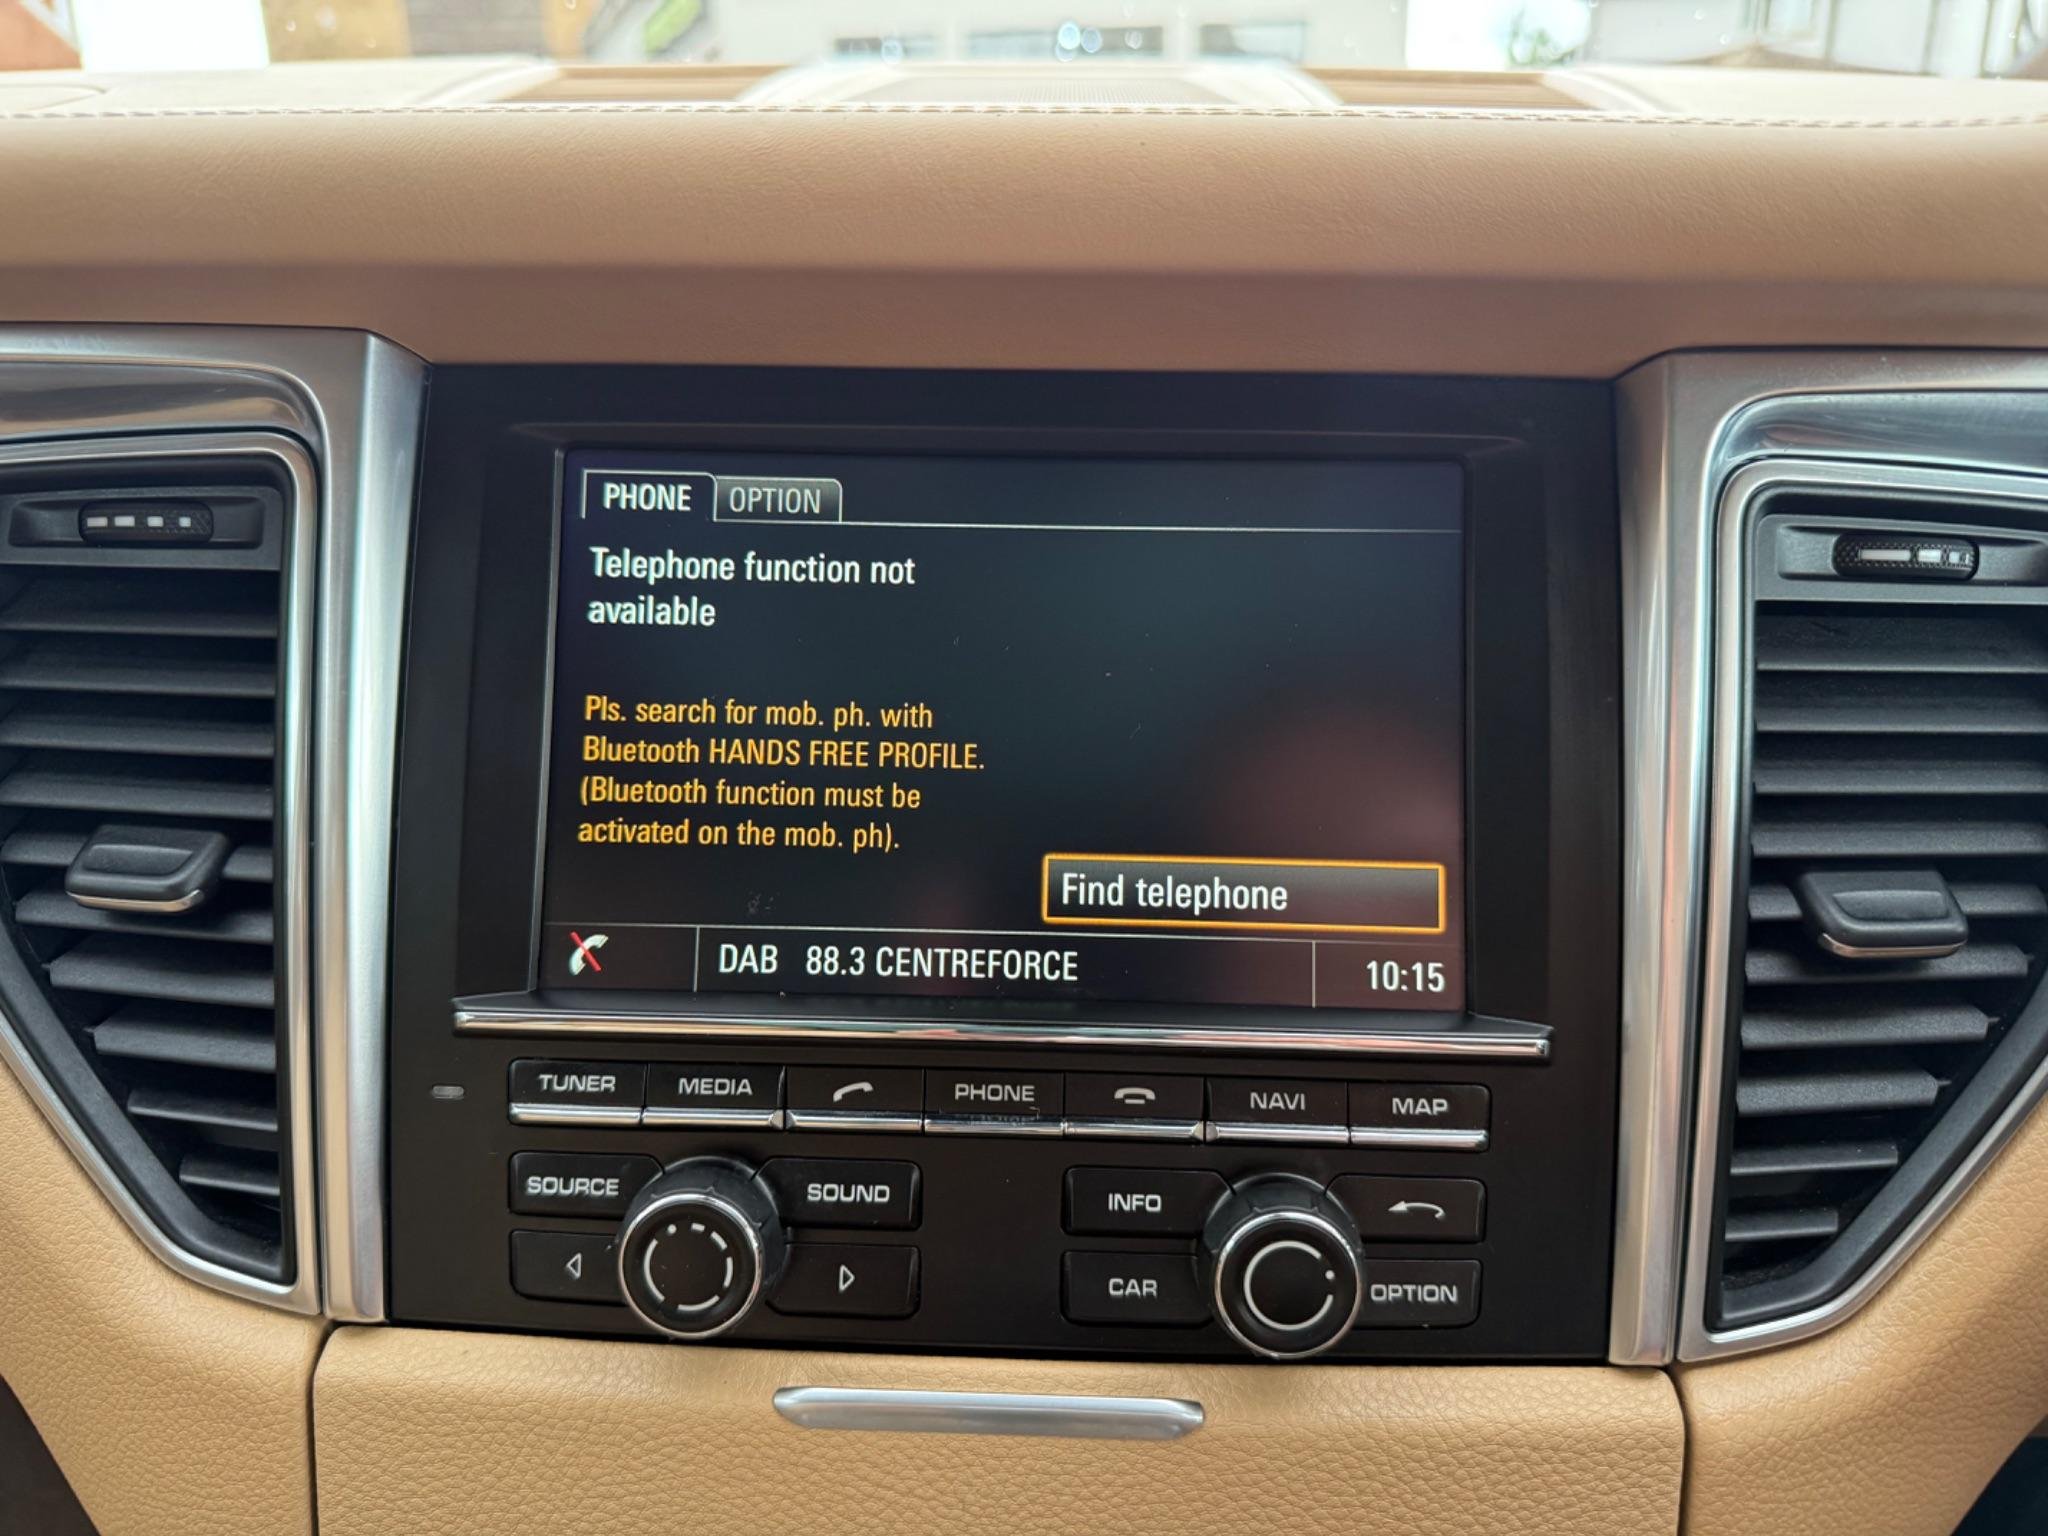 PHONE OPTION
Telephone function not
available
Pls. search for mob. ph. with
Bluetooth HANDS FREE PROFILE.
(Bluetooth function must be
activated on the mob. ph).
Find telephone
DAB 88.3 CENTREFORCE 10:15
TUNER MEDIA PHONE NAVI MAP
SOURCE SOUND INFO
CAR OPTION